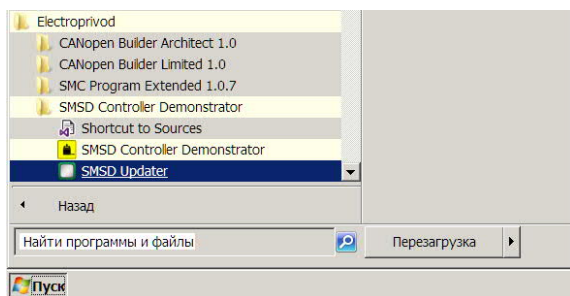 Electroprivod
CANopen Builder Architect 1.0
CANopen Builder Limited 1.0
SMC Program Extended 1.0.7
SMSD Controller Demonstrator
Shortcut to Sources
SMSD Controller Demonstrator
SMSD Updater
Назад
Найти программы и файлы
Перезагрузка
Пуск